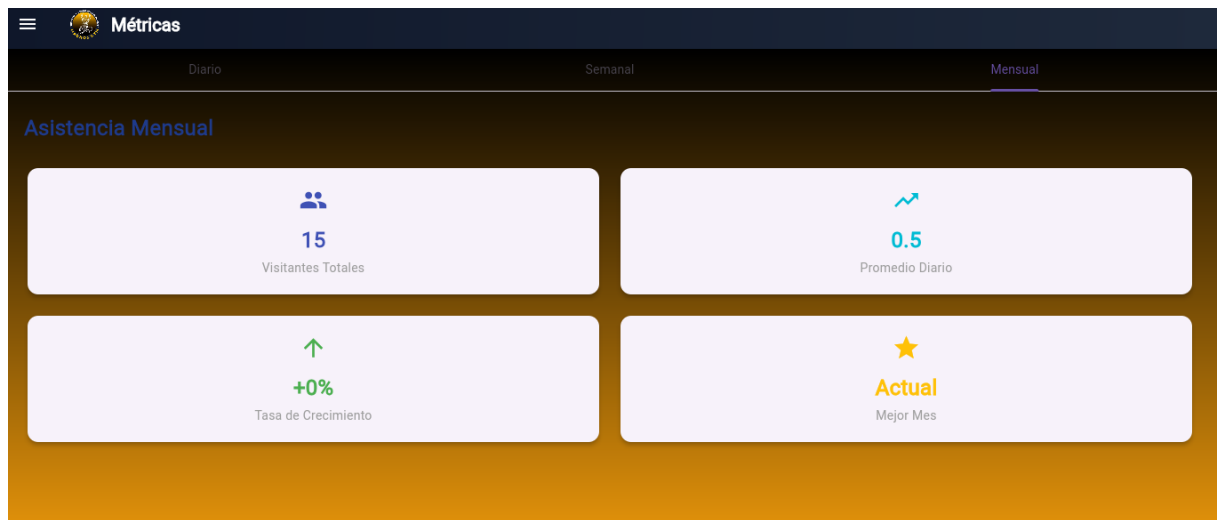 Métricas
Diario Semanal Mensual
Asistencia Mensual
15
Visitantes Totales
0.5
Promedio Diario
+0%
Tasa de Crecimiento
Actual
Mejor Mes